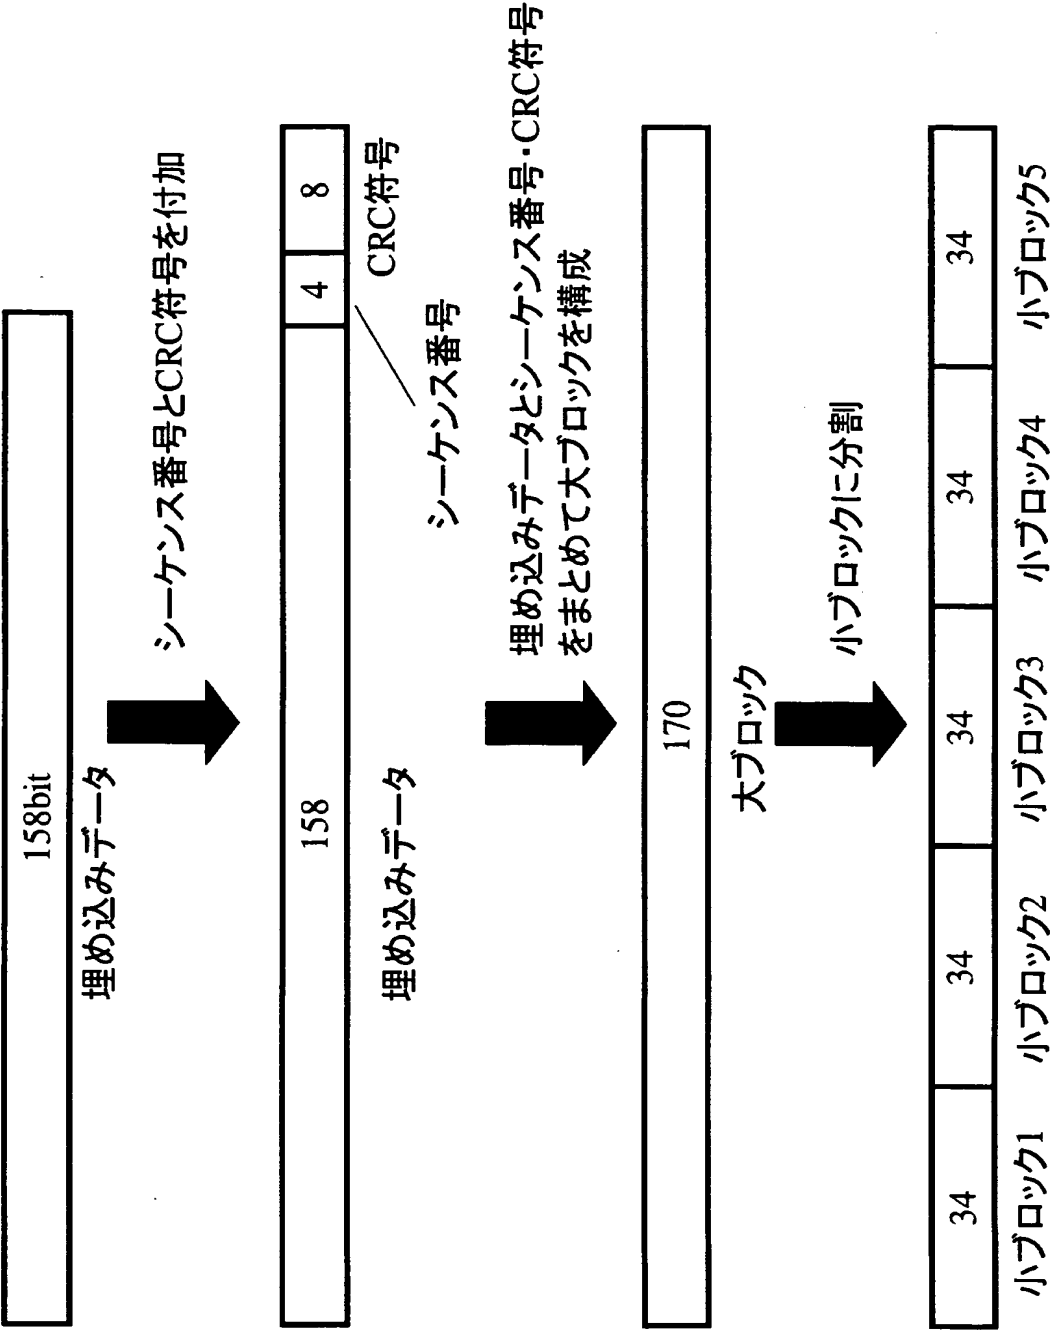 158bit
埋め込みデータ
シーケンス番号とCRC符号を付加
158
4
8
埋め込みデータ
シーケンス番号
CRC符号
埋め込みデータとシーケンス番号・CRC符号
をまとめて大ブロックを構成
170
大ブロック
小ブロックに分割
34
34
34
34
34
小ブロック1
小ブロック2
小ブロック3
小ブロック4
小ブロック5